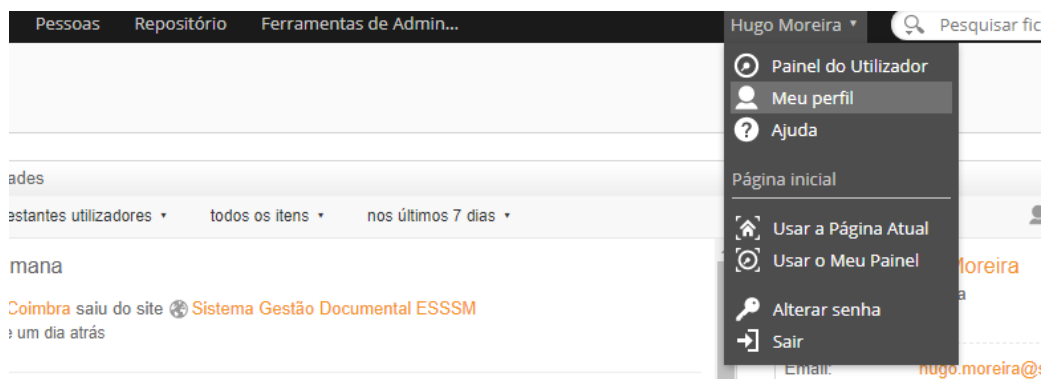 Pessoas Repositório Ferramentas de Admin... Hugo Moreira Pesquisar fic
Painel do Utilizador
Meu perfil
Ajuda
ades
Página inicial
estantes utilizadores todos os itens nos últimos 7 dias
Usar a Página Atual
mana
Usar o Meu Painel
Moreira
Coimbra saiu do site Sistema Gestão Documental ESSSM
a
Alterar senha
e um dia atrás
Sair
Email: hugo.moreira@s